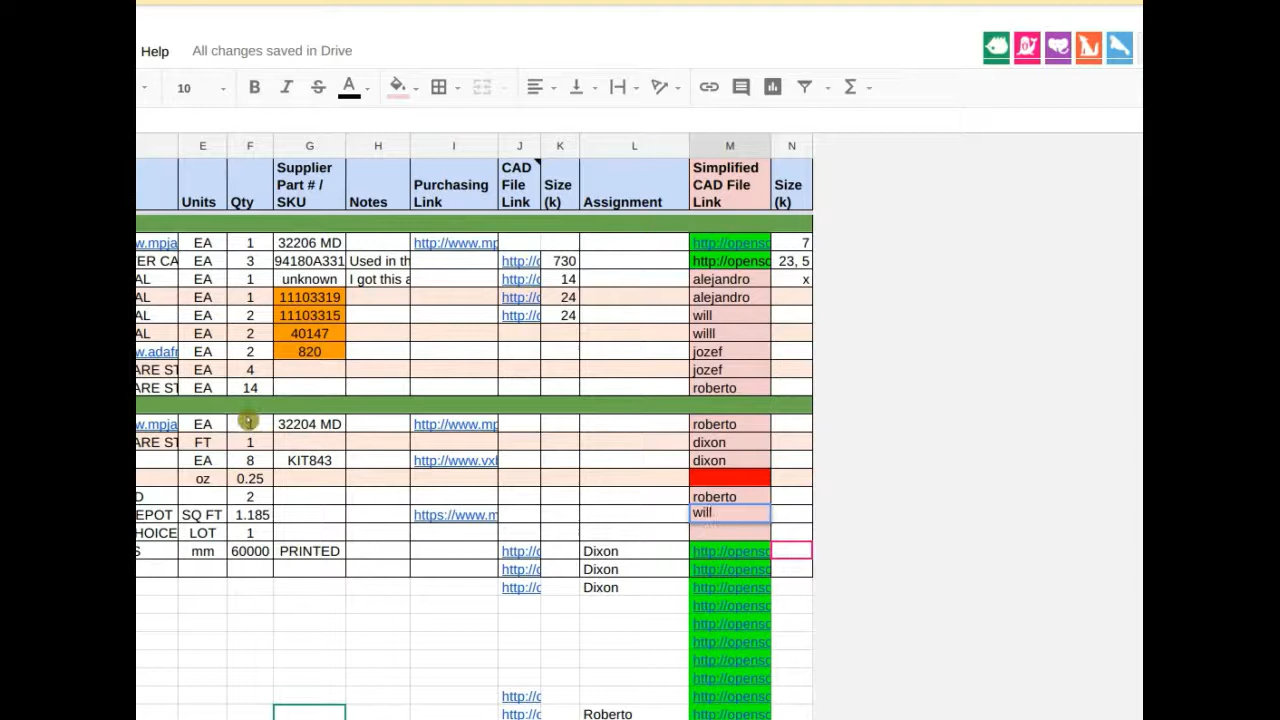 Help All changes saved in Drive
10 B I S A Σ
E F G H I J K L M N
Units Qty Supplier Part # / SKU Notes Purchasing Link CAD File Link Size (k) Assignment Simplified CAD File Link Size (k)
w.mpja EA 1 32206 MD http://www.mp http://opensc 7
ER CA EA 3 94180A331 Used in th http://c 730 http://opensc 23, 5
AL EA 1 unknown I got this a http://c 14 alejandro x
AL EA 1 11103319 http://c 24 alejandro
AL EA 2 11103315 http://c 24 will
AL EA 2 40147 willl
w.adafr EA 2 820 jozef
ARE ST EA 4 jozef
ARE ST EA 14 roberto
w.mpja EA 1 32204 MD http://www.mp roberto
ARE ST FT 1 dixon
EA 8 KIT843 http://www.vxl dixon
oz 0.25
O 2 roberto
EPOT SQ FT 1.185 https://www.m will
HOICE LOT 1
S mm 60000 PRINTED http://c Dixon http://opensc
http://c Dixon http://opensc
http://c Dixon http://opensc
http://opensc
http://opensc
http://opensc
http://opensc
http://opensc
http://c http://opensc
http://c Roberto http://opensc